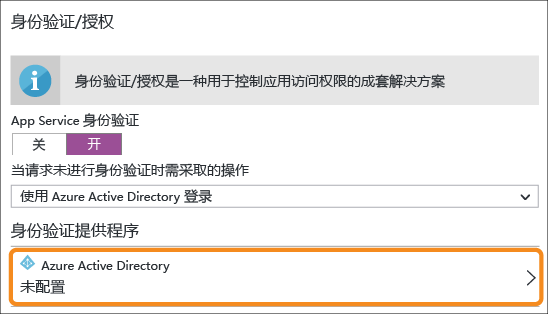 身份验证/授权
身份验证/授权是一种用于控制应用访问权限的成套解决方案
App Service 身份验证
关 开
当请求未进行身份验证时需采取的操作
使用 Azure Active Directory 登录
身份验证提供程序
Azure Active Directory
未配置